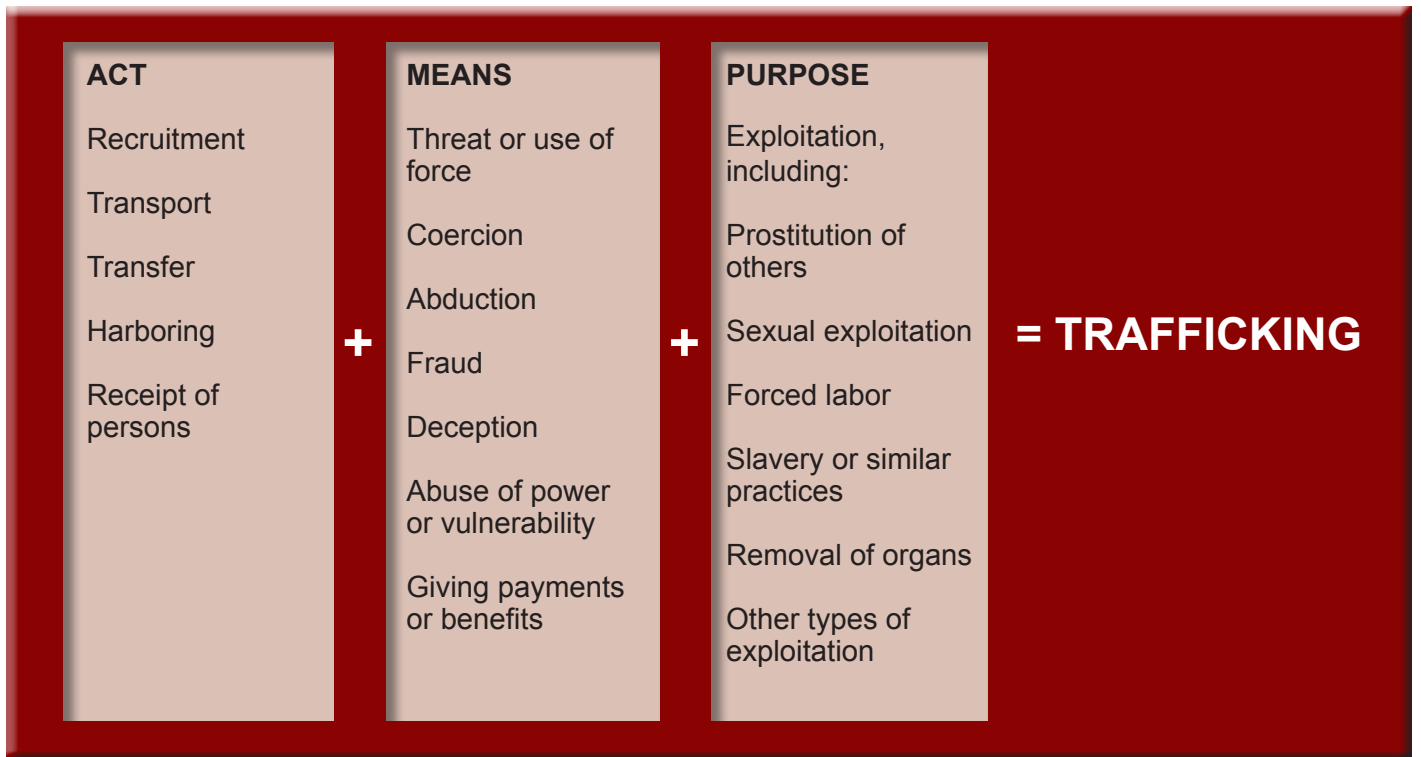 ACT
Recruitment
Transport
Transfer
Harboring
Receipt of
persons
+
MEANS
Threat or use of
force
Coercion
Abduction
Fraud
Deception
Abuse of power
or vulnerability
Giving payments
or benefits
+
PURPOSE
Exploitation,
including:
Prostitution of
others
Sexual exploitation
Forced labor
Slavery or similar
practices
Removal of organs
Other types of
exploitation
= TRAFFICKING